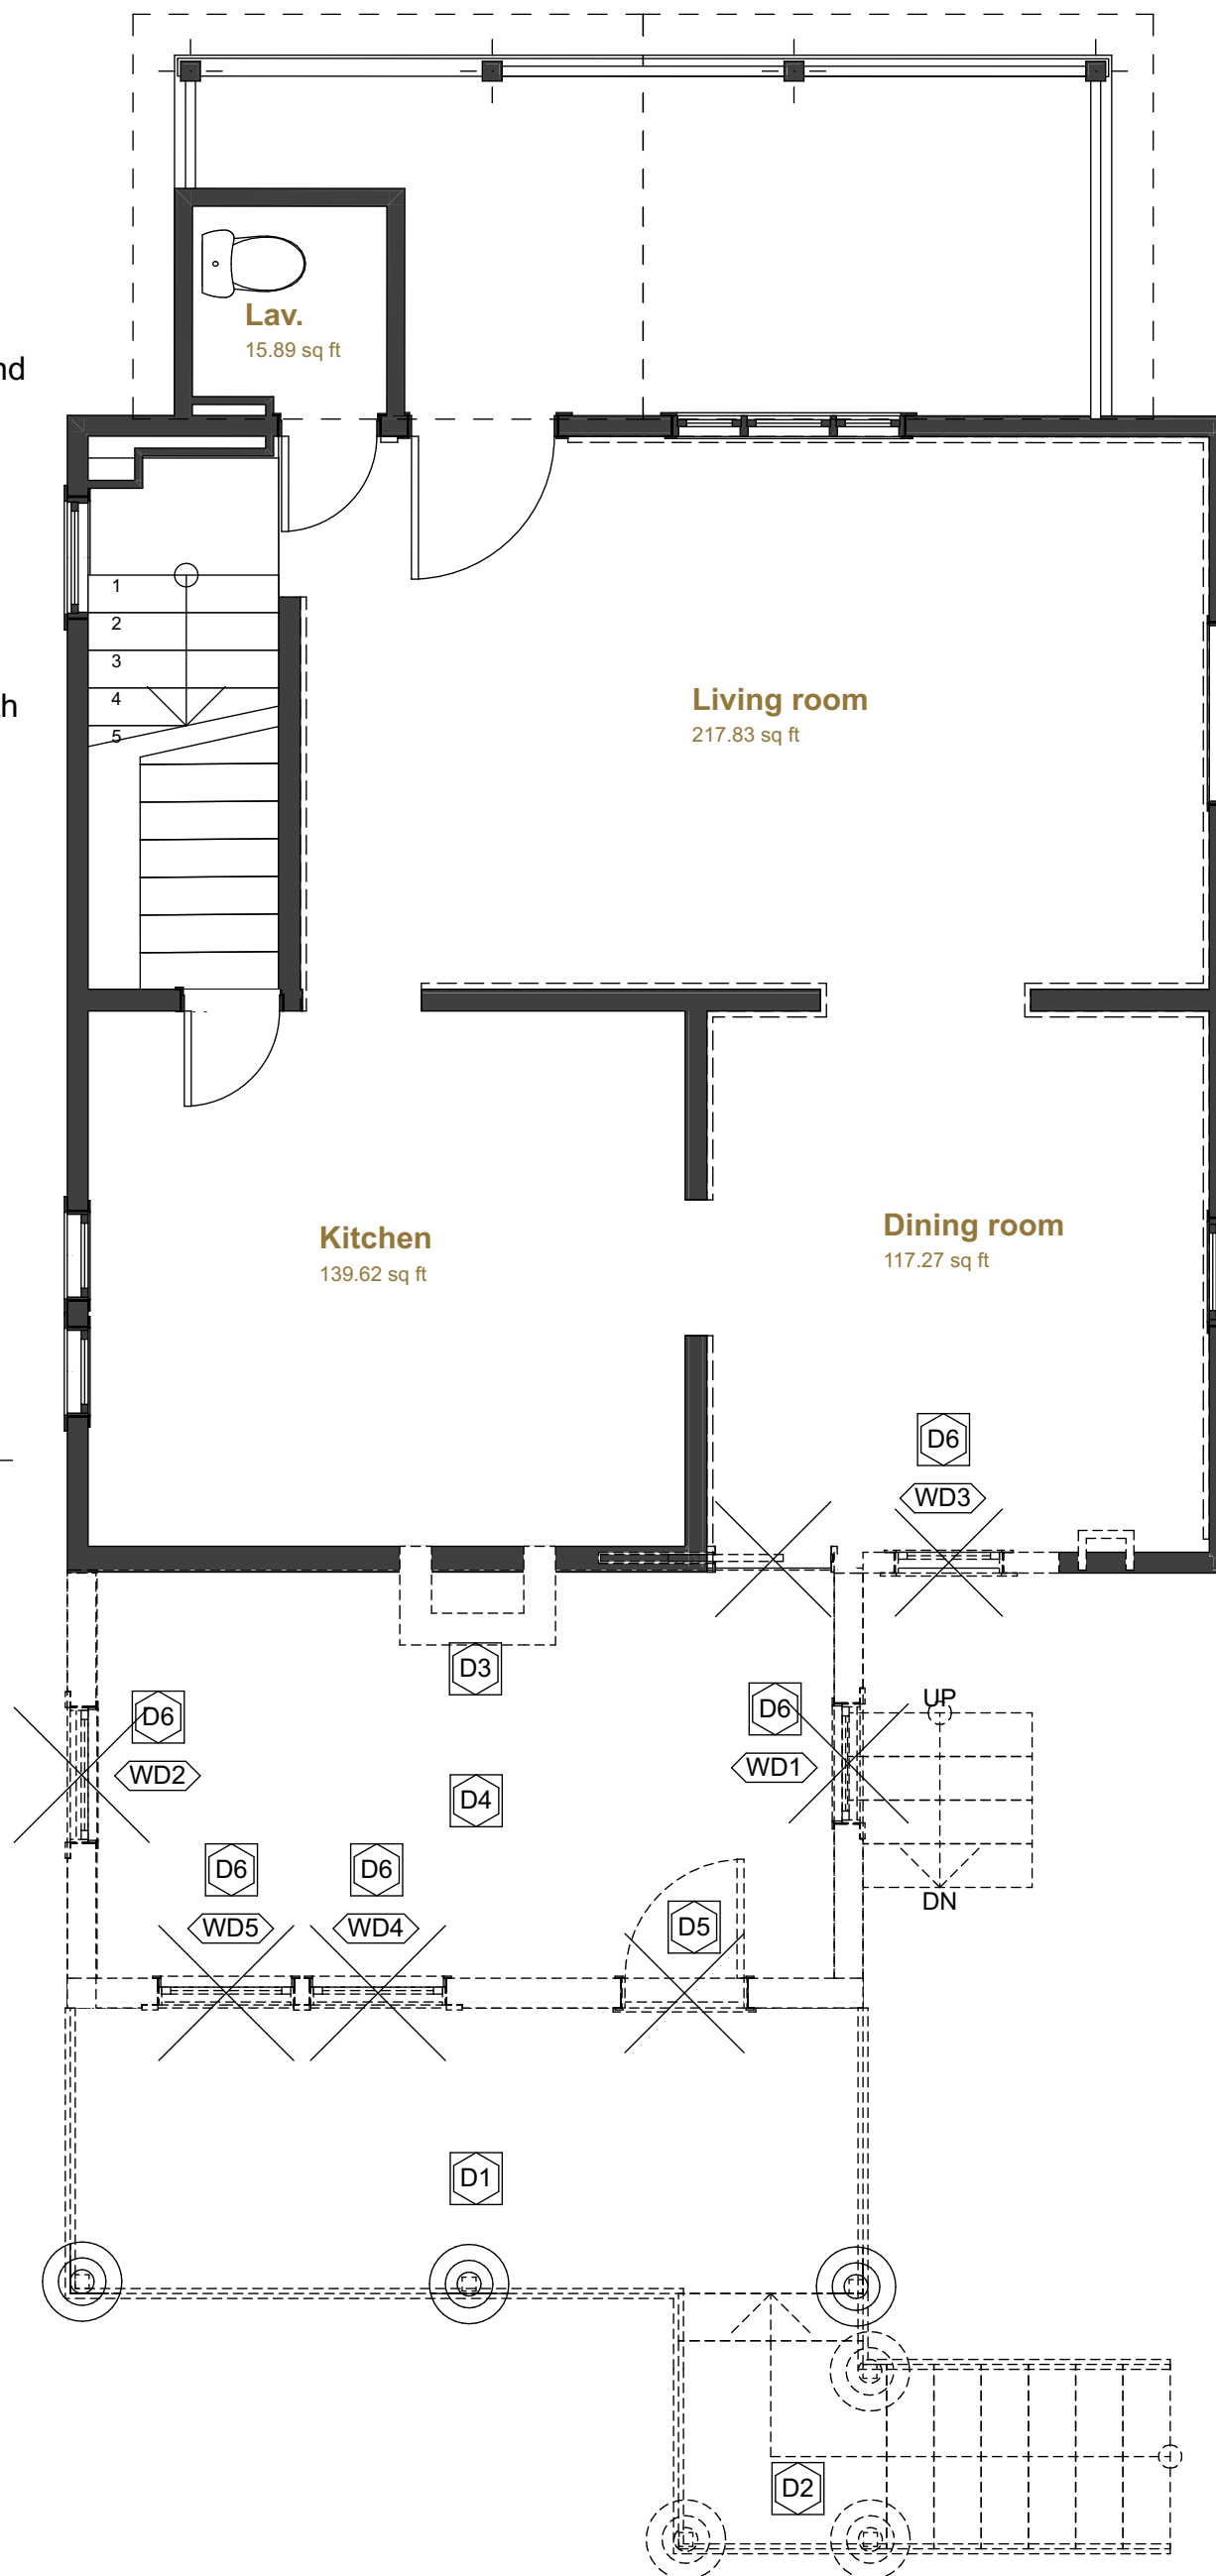 Lav.
15.89 sq ft
nd
1
2
3
4
5
th
Living room
217.83 sq ft
Kitchen
139.62 sq ft
Dining room
117.27 sq ft
D6
WD3
D3
D6
WD2
D6
WD1
UP
D4
D6
WD5
D6
WD4
D5
DN
D1
D2